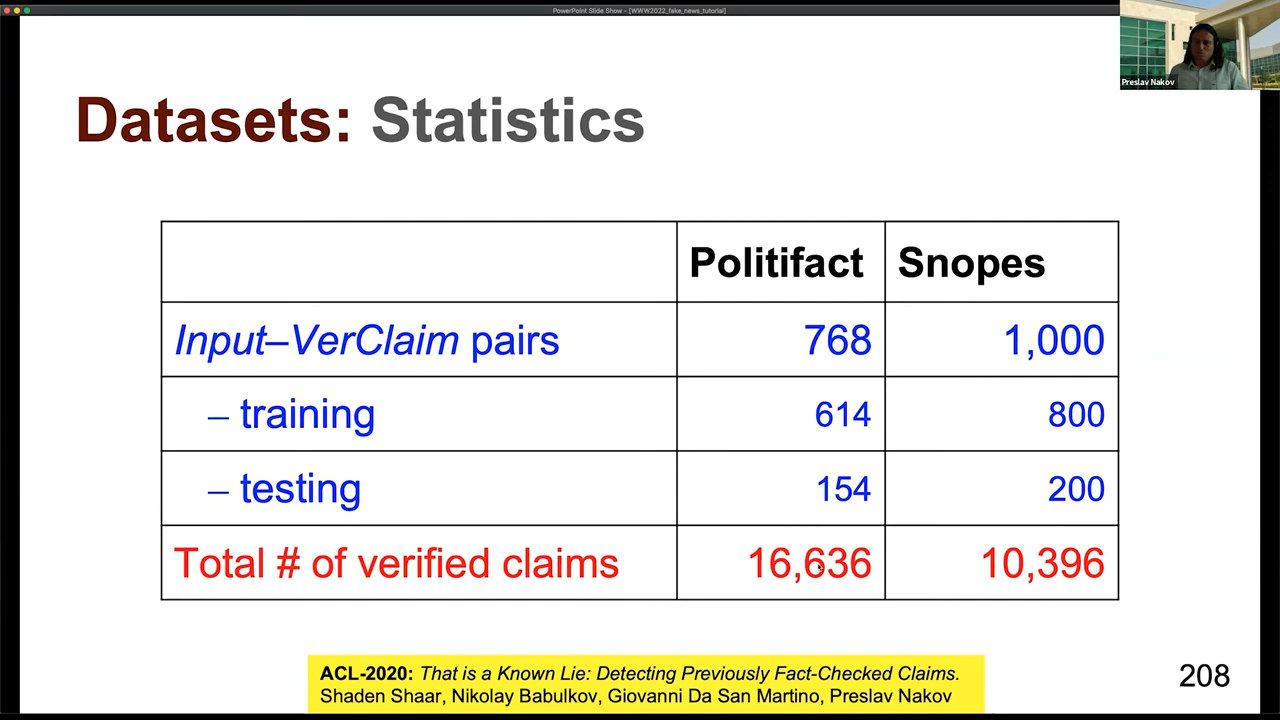 PowerPoint Slide Show - [WWW2022_fake_news_tutorial]
Preslav Nakov
Datasets: Statistics
Politifact Snopes
Input–VerClaim pairs 768 1,000
– training 614 800
– testing 154 200
Total # of verified claims 16,636 10,396
ACL-2020: That is a Known Lie: Detecting Previously Fact-Checked Claims.
Shaden Shaar, Nikolay Babulkov, Giovanni Da San Martino, Preslav Nakov
208